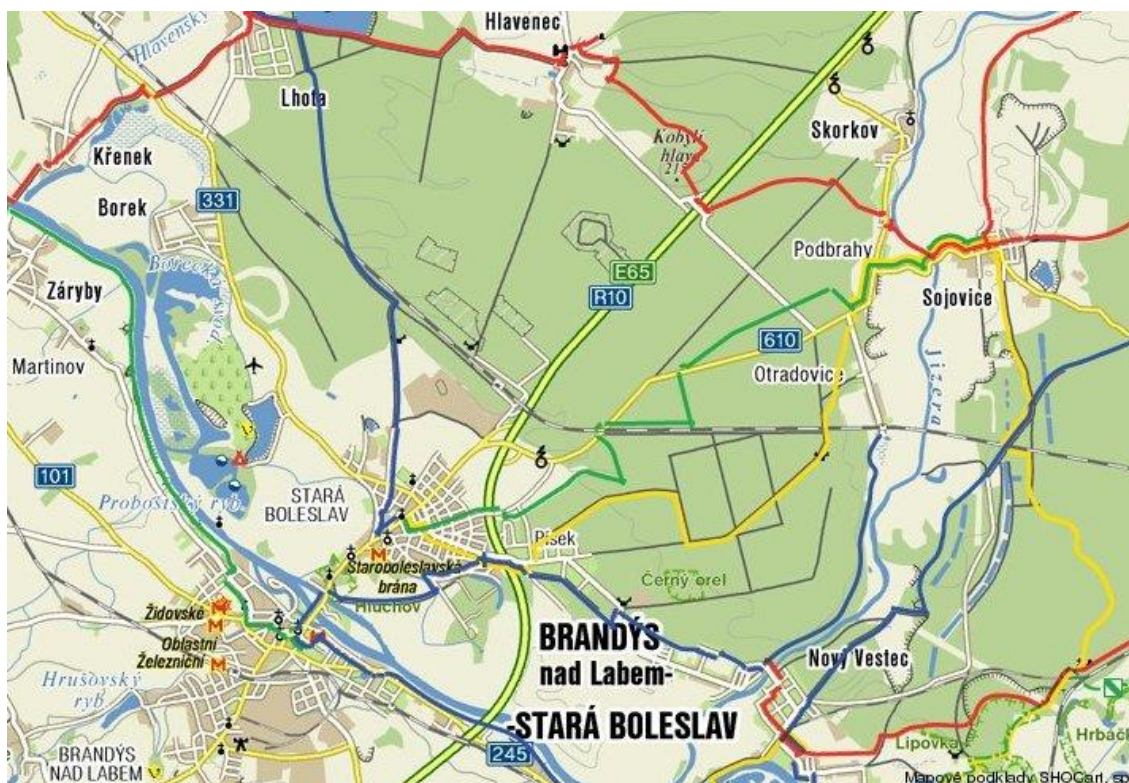 Hlavenec
Hlavenský
Lhota
Skorkov
Kobylí
hlava
Křenek
331
Borek
Podbrahy
E65
R10
Záryby
Sojovice
610
Martinov
Otradovice
Jizera
101
STARÁ
BOLESLAV
Probošťský ryb.
Písek
Staroboleslavská
brána
Černý orel
Hluchov
Židovské
Oblastní
Železniční
BRANDÝS
nad Labem-
Nový Vestec
Hrušovský
ryb.
-STARÁ BOLESLAV
245
Lipovka
BRANDÝS
NAD LABEM
Mapové podklady SHOCart, s